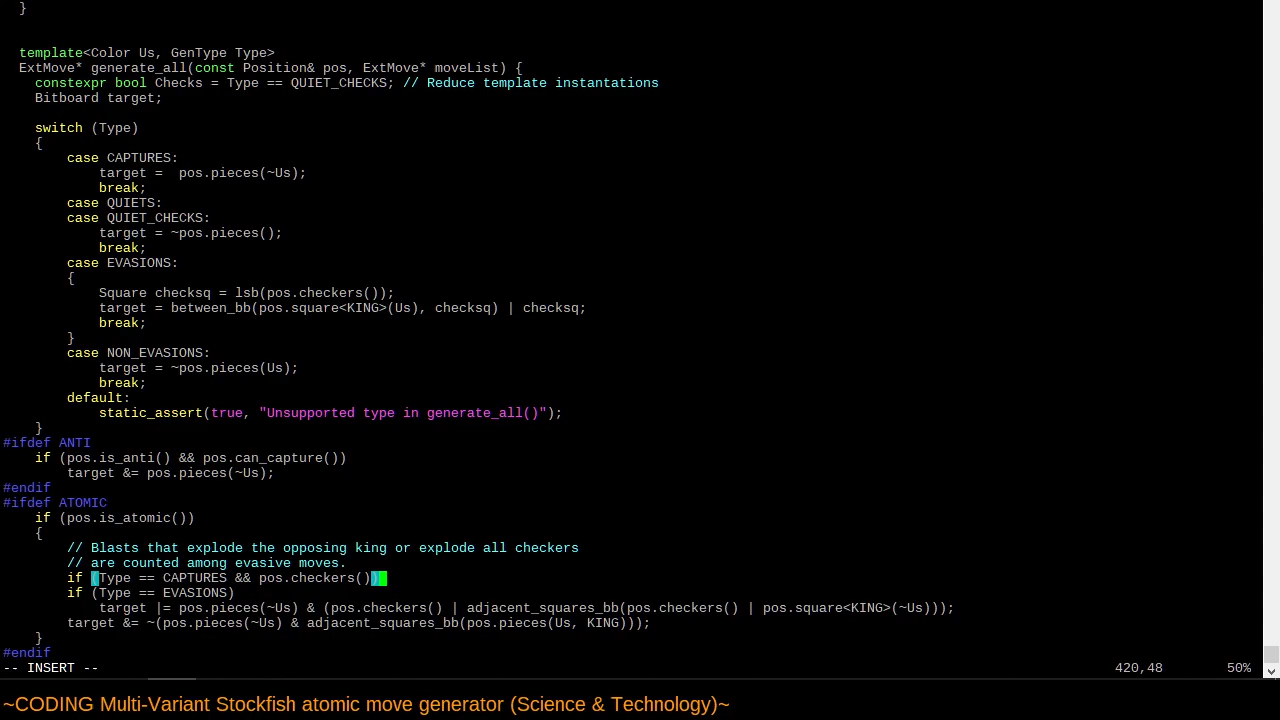 }
template<Color Us, GenType Type>
ExtMove* generate_all(const Position& pos, ExtMove* moveList) {
constexpr bool Checks = Type == QUIET_CHECKS; // Reduce template instantations
Bitboard target;
switch (Type)
{
case CAPTURES:
target =  pos.pieces(~Us);
break;
case QUIETS:
case QUIET_CHECKS:
target = ~pos.pieces();
break;
case EVASIONS:
{
Square checksq = lsb(pos.checkers());
target = between_bb(pos.square<KING>(Us), checksq) | checksq;
break;
}
case NON_EVASIONS:
target = ~pos.pieces(Us);
break;
default:
static_assert(true, "Unsupported type in generate_all()");
}
#ifdef ANTI
if (pos.is_anti() && pos.can_capture())
target &= pos.pieces(~Us);
#endif
#ifdef ATOMIC
if (pos.is_atomic())
{
// Blasts that explode the opposing king or explode all checkers
// are counted among evasive moves.
if (Type == CAPTURES && pos.checkers())
if (Type == EVASIONS)
target |= pos.pieces(~Us) & (pos.checkers() | adjacent_squares_bb(pos.checkers() | pos.square<KING>(~Us)));
target &= ~(pos.pieces(~Us) & adjacent_squares_bb(pos.pieces(Us, KING)));
}
#endif
-- INSERT -- 420,48 50%
~CODING Multi-Variant Stockfish atomic move generator (Science & Technology)~